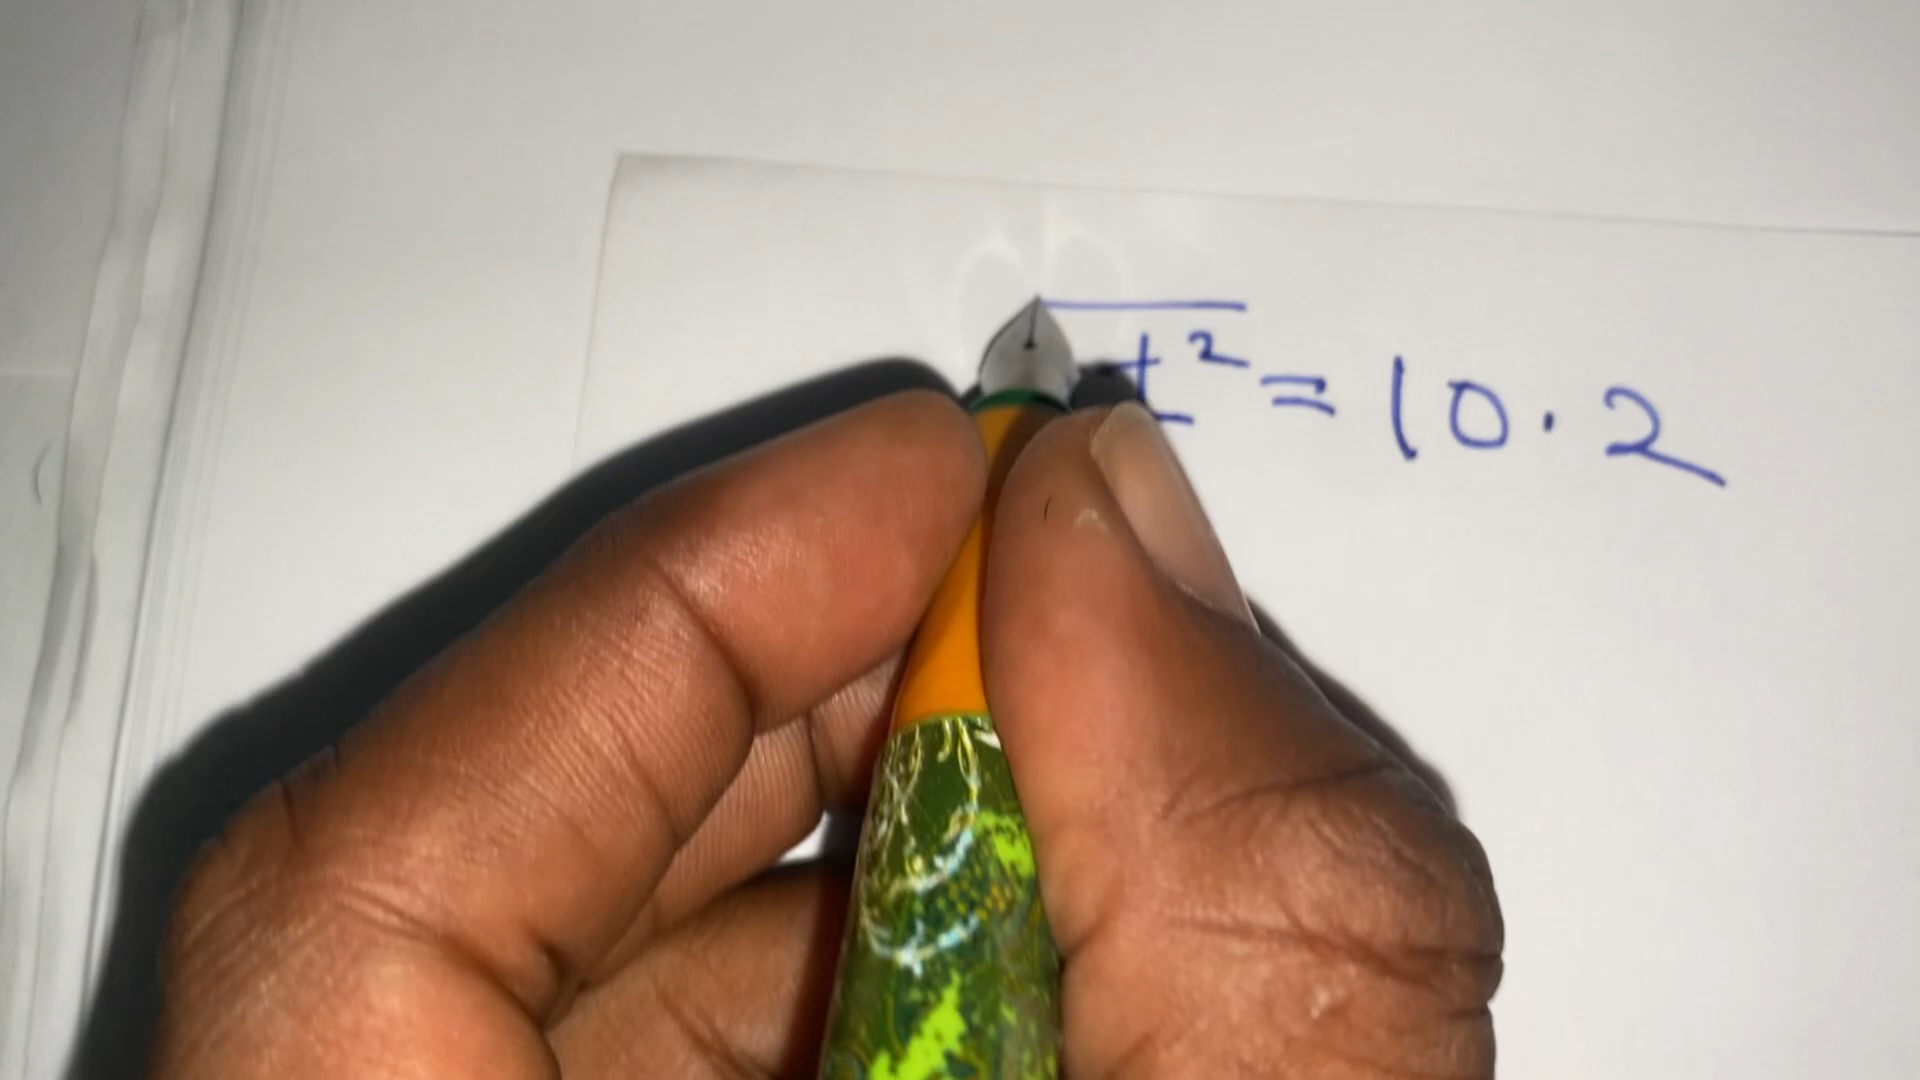 t² = 10.2